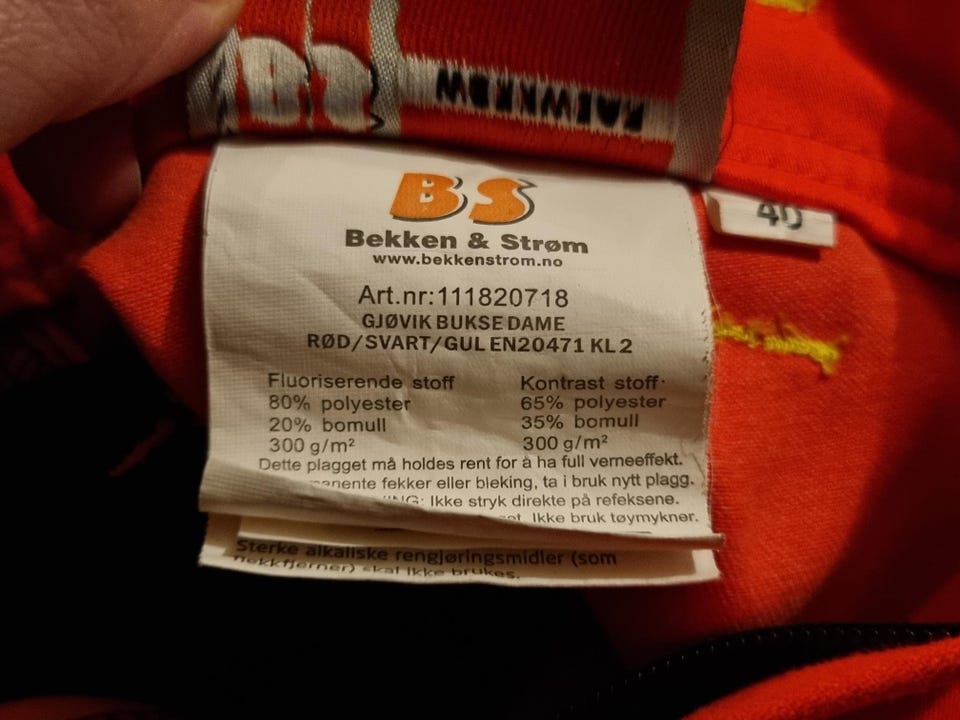 BS
Bekken & Strøm
www.bekkenstrom.no
40
Art.nr:111820718
GJØVIK BUKSE DAME
RØD/SVART/GUL EN20471 KL 2
Fluoriserende stoff
80% polyester
20% bomull
300 g/m²
Kontrast stoff
65% polyester
35% bomull
300 g/m²
Dette plagget må holdes rent for å ha full verneeffekt.
fekker eller bleking, ta i bruk nytt plagg.
Ikke stryk direkte på refeksene.
Ikke bruk tøymykner.
Sterke alkaliske rengjøringsmidler (som
flekkfjerner) skal ikke brukes.